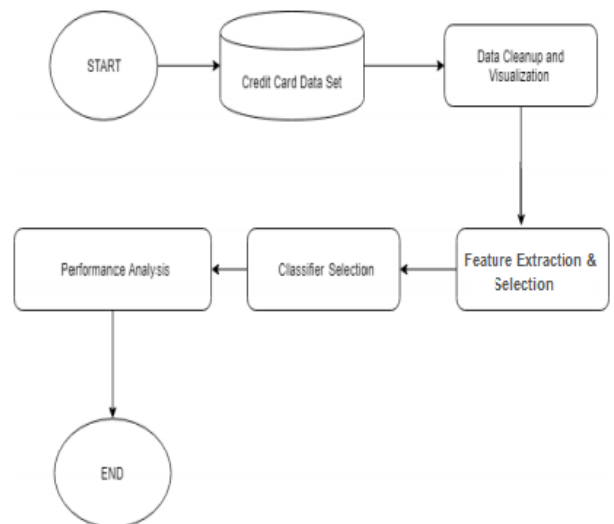 START
Credit Card Data Set
Data Cleanup and
Visualization
Feature Extraction &
Selection
Classifier Selection
Performance Analysis
END